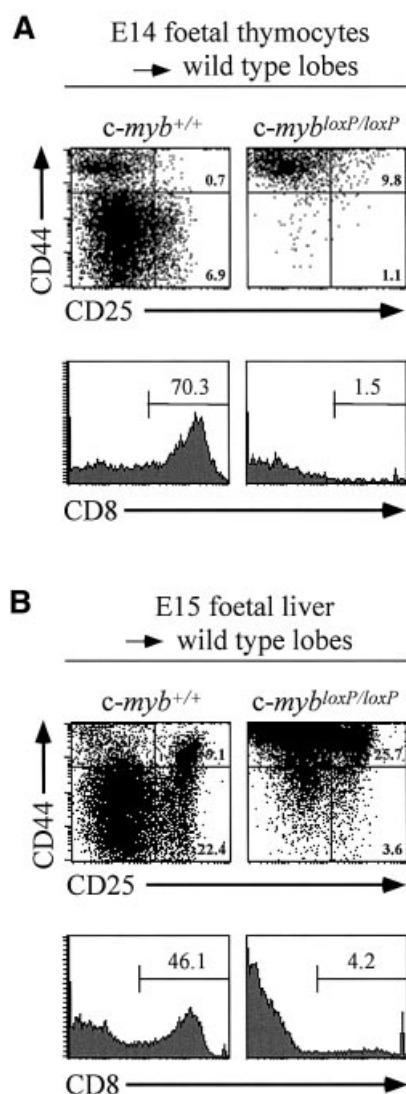 A
E14 foetal thymocytes
→ wild type lobes
c-myb+/+
c-mybloxP/loxP
CD44
0.7
6.9
9.8
1.1
CD25
70.3
1.5
CD8
B
E15 foetal liver
→ wild type lobes
c-myb+/+
c-mybloxP/loxP
CD44
22.4
25.7
3.6
CD25
46.1
4.2
CD8